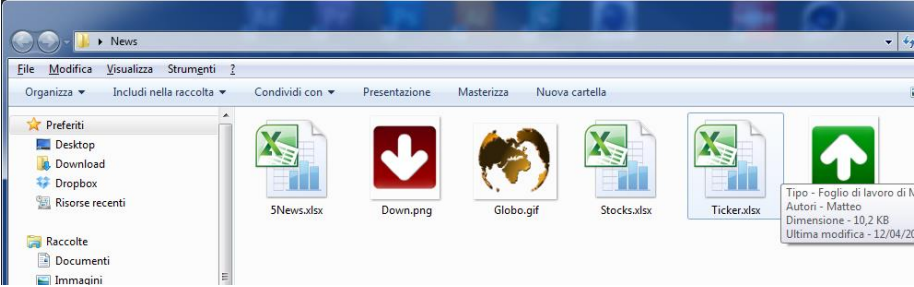 News
File Modifica Visualizza Strumenti ?
Organizza Includi nella raccolta Condividi con Presentazione Masterizza Nuova cartella
Preferiti
Desktop
Download
Dropbox
Risorse recenti
Raccolte
Documenti
Immagini
5News.xlsx Down.png Globo.gif Stocks.xlsx Ticker.xlsx
Tipo - Foglio di lavoro di M
Autori - Matteo
Dimensione - 10,2 KB
Ultima modifica - 12/04/20